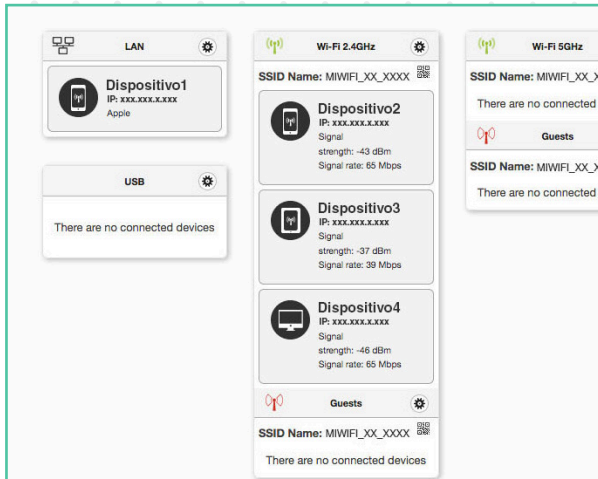 LAN
Dispositivo1
IP: xxx.xxx.x.xxx
Apple
USB
There are no connected devices
Wi-Fi 2.4GHz
SSID Name: MIWIFI_XX_XXXX
Dispositivo2
IP: xxx.xxx.x.xxx
Signal
strength: -43 dBm
Signal rate: 65 Mbps
Dispositivo3
IP: xxx.xxx.x.xxx
Signal
strength: -37 dBm
Signal rate: 39 Mbps
Dispositivo4
IP: xxx.xxx.x.xxx
Signal
strength: -46 dBm
Signal rate: 65 Mbps
Guests
SSID Name: MIWIFI_XX_XXXX
There are no connected devices
Wi-Fi 5GHz
SSID Name: MIWIFI_XX_X
There are no connected
Guests
SSID Name: MIWIFI_XX_X
There are no connected